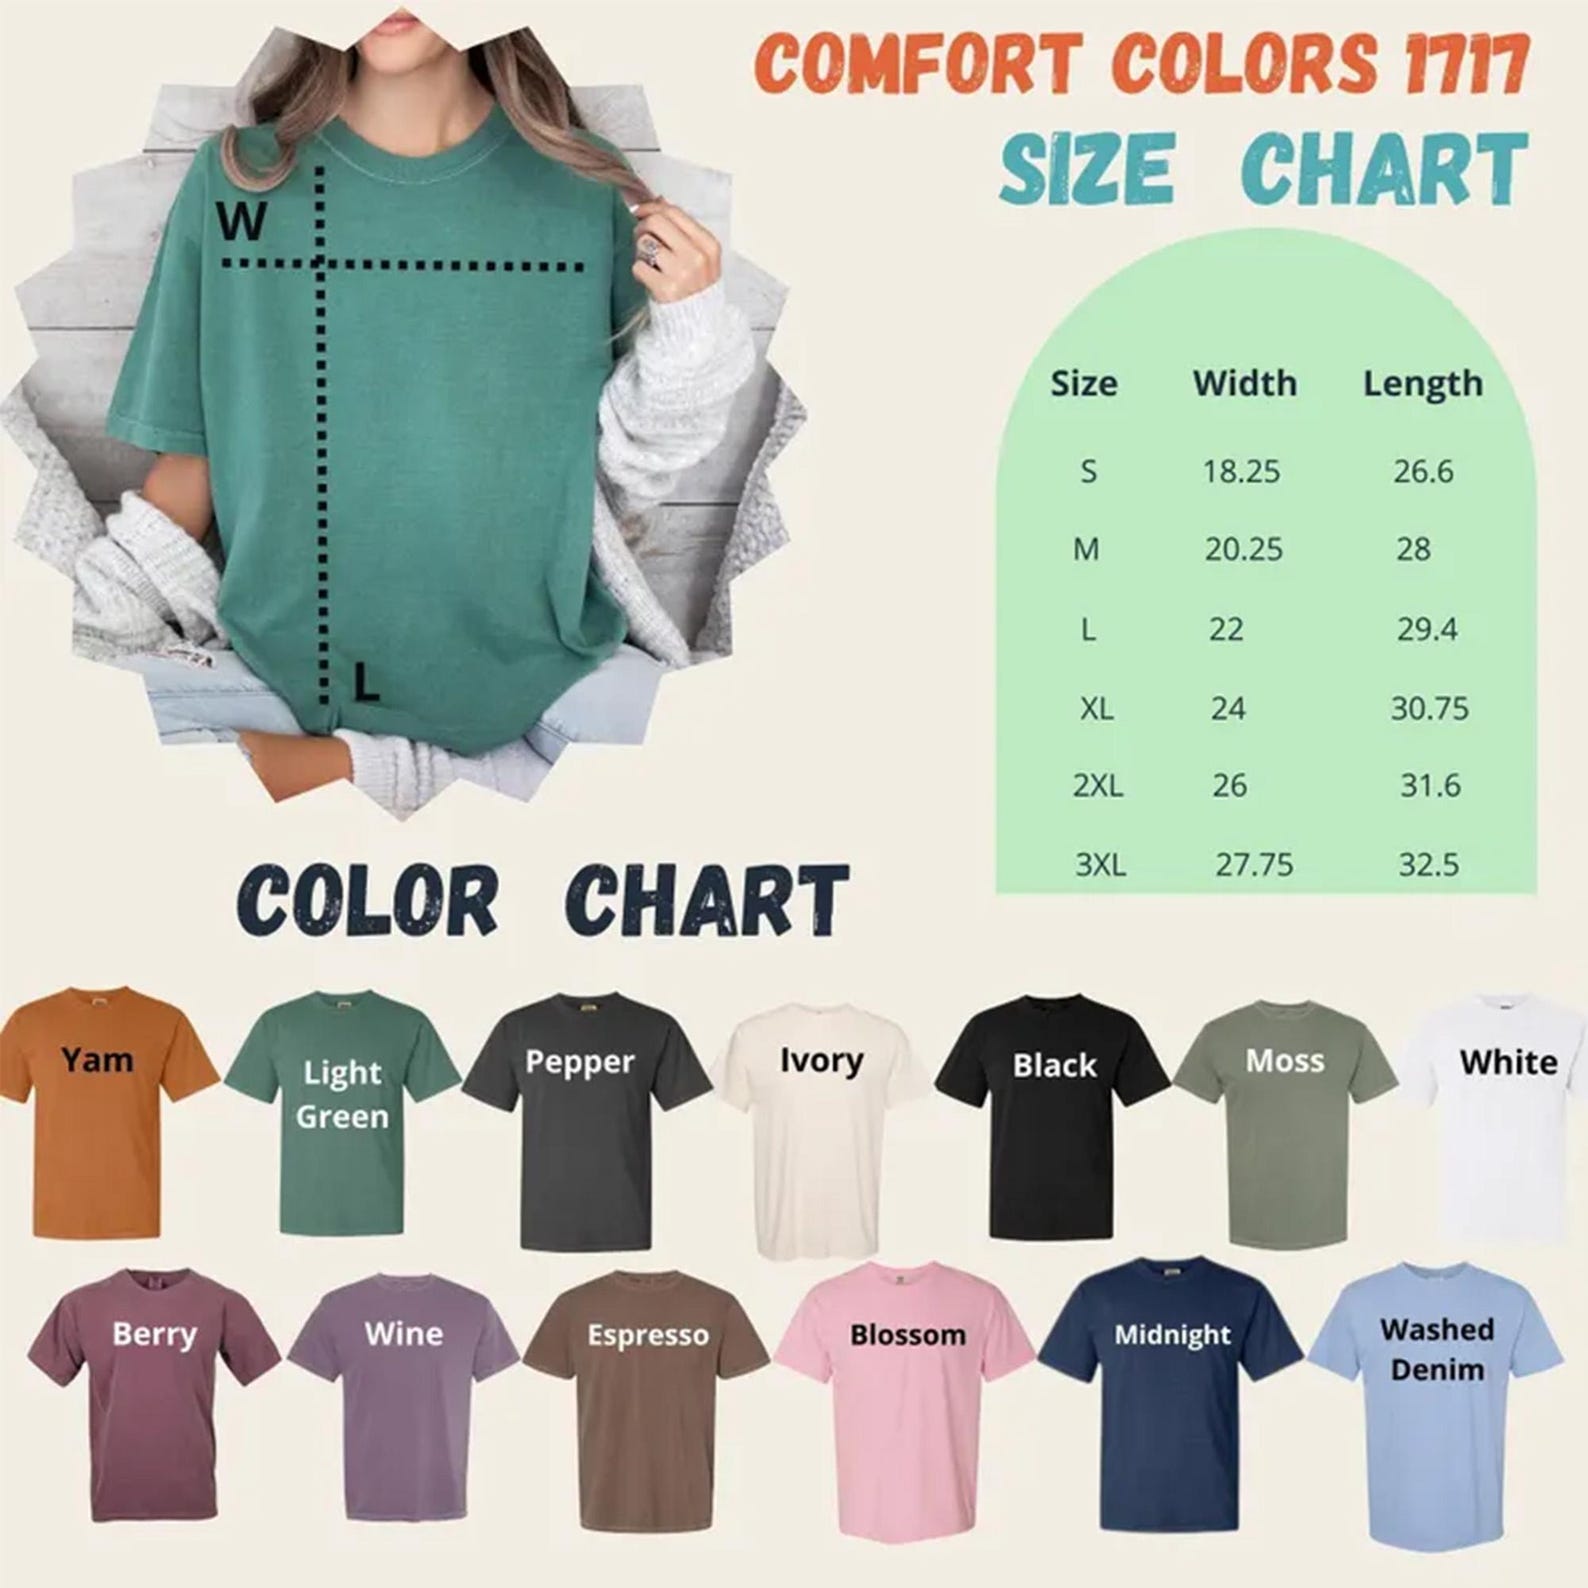 COMFORT COLORS 1717
SIZE CHART
W
L
Size Width Length
S 18.25 26.6
M 20.25 28
L 22 29.4
XL 24 30.75
2XL 26 31.6
3XL 27.75 32.5
COLOR CHART
Yam
Light
Green
Pepper
Ivory
Black
Moss
White
Berry
Wine
Espresso
Blossom
Midnight
Washed
Denim